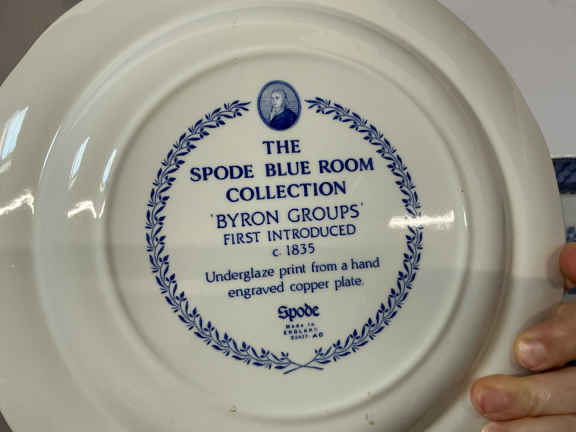 THE
SPODE BLUE ROOM
COLLECTION
'BYRON GROUPS'
FIRST INTRODUCED
c. 1835
Underglaze print from a hand
engraved copper plate.
Spode
Made in
ENGLAND